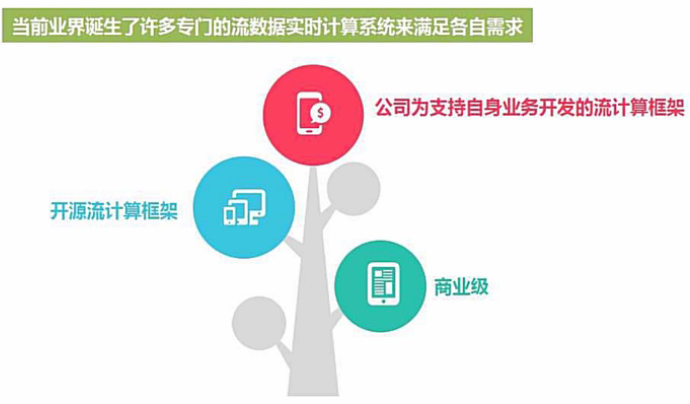 当前业界诞生了许多专门的流数据实时计算系统来满足各自需求
$
公司为支持自身业务开发的流计算框架
开源流计算框架
商业级